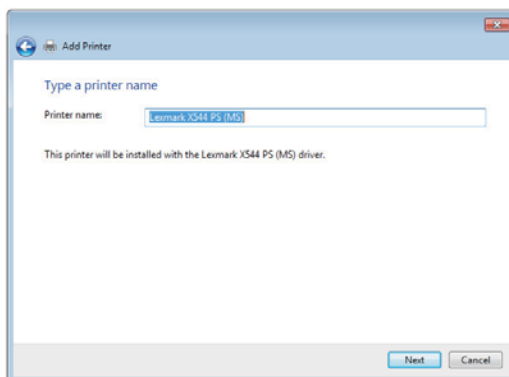 Add Printer
Type a printer name
Printer name: Lexmark X544 PS (MS)
This printer will be installed with the Lexmark X544 PS (MS) driver.
Next Cancel